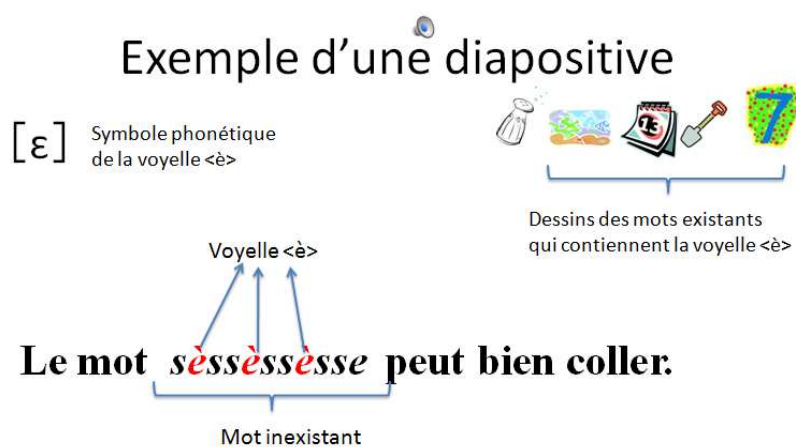 Exemple d'une diapositive
[ɛ]
Symbole phonétique
de la voyelle <è>
7
Dessins des mots existants
qui contiennent la voyelle <è>
Voyelle <è>
Le mot sèssèssèsse peut bien coller.
Mot inexistant